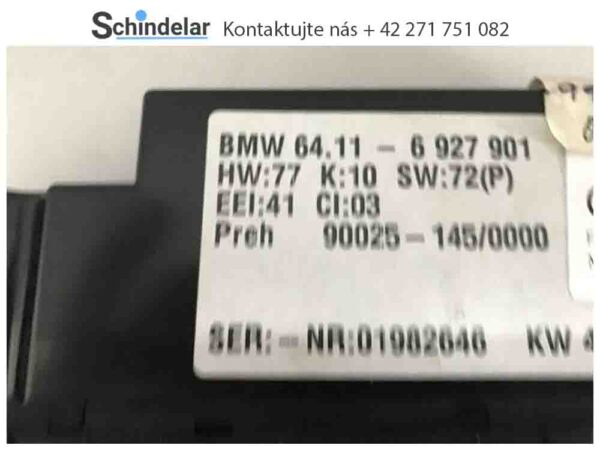 Schindelar Kontaktujte nás + 42 271 751 082
BMW 64.11 - 6 927 901
HW:77 K:10 SW:72(P)
EEI:41 CI:03
Preh 90025-145/0000
SER:-NR:01982646 KW 4